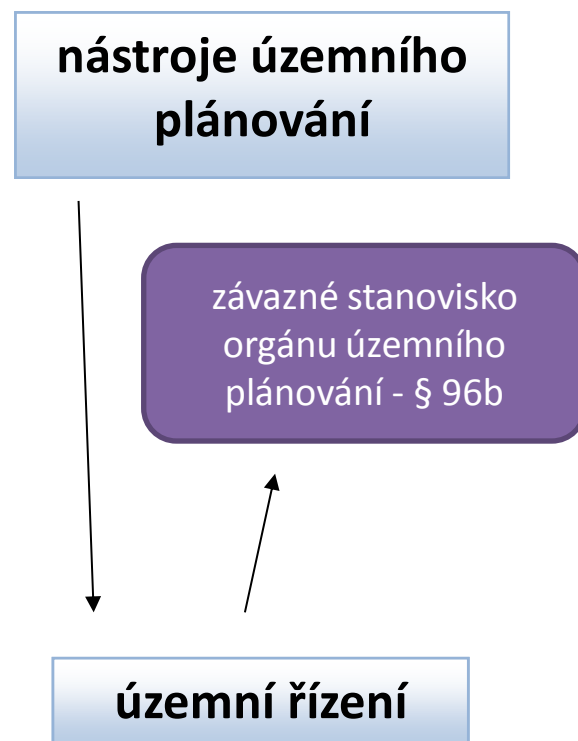 nástroje územního
plánování
závazné stanovisko
orgánu územního
plánování - § 96b
územní řízení